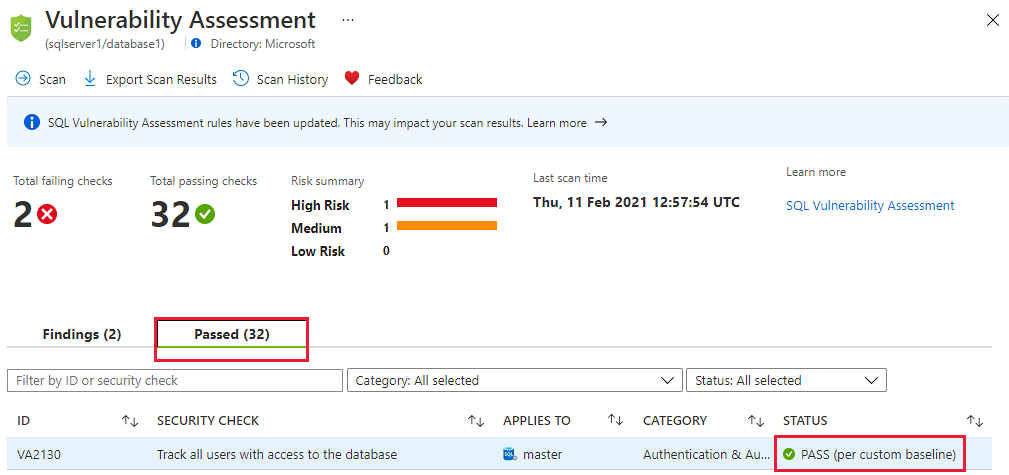 Vulnerability Assessment ...
(sqlserver1/database1) Directory: Microsoft
Scan Export Scan Results Scan History Feedback
SQL Vulnerability Assessment rules have been updated. This may impact your scan results. Learn more →
Total failing checks
2
Total passing checks
32
Risk summary
High Risk 1
Medium 1
Low Risk 0
Last scan time
Thu, 11 Feb 2021 12:57:54 UTC
Learn more
SQL Vulnerability Assessment
Findings (2) Passed (32)
Filter by ID or security check Category: All selected Status: All selected
ID SECURITY CHECK APPLIES TO CATEGORY STATUS
VA2130 Track all users with access to the database SQL master Authentication & Au... PASS (per custom baseline)